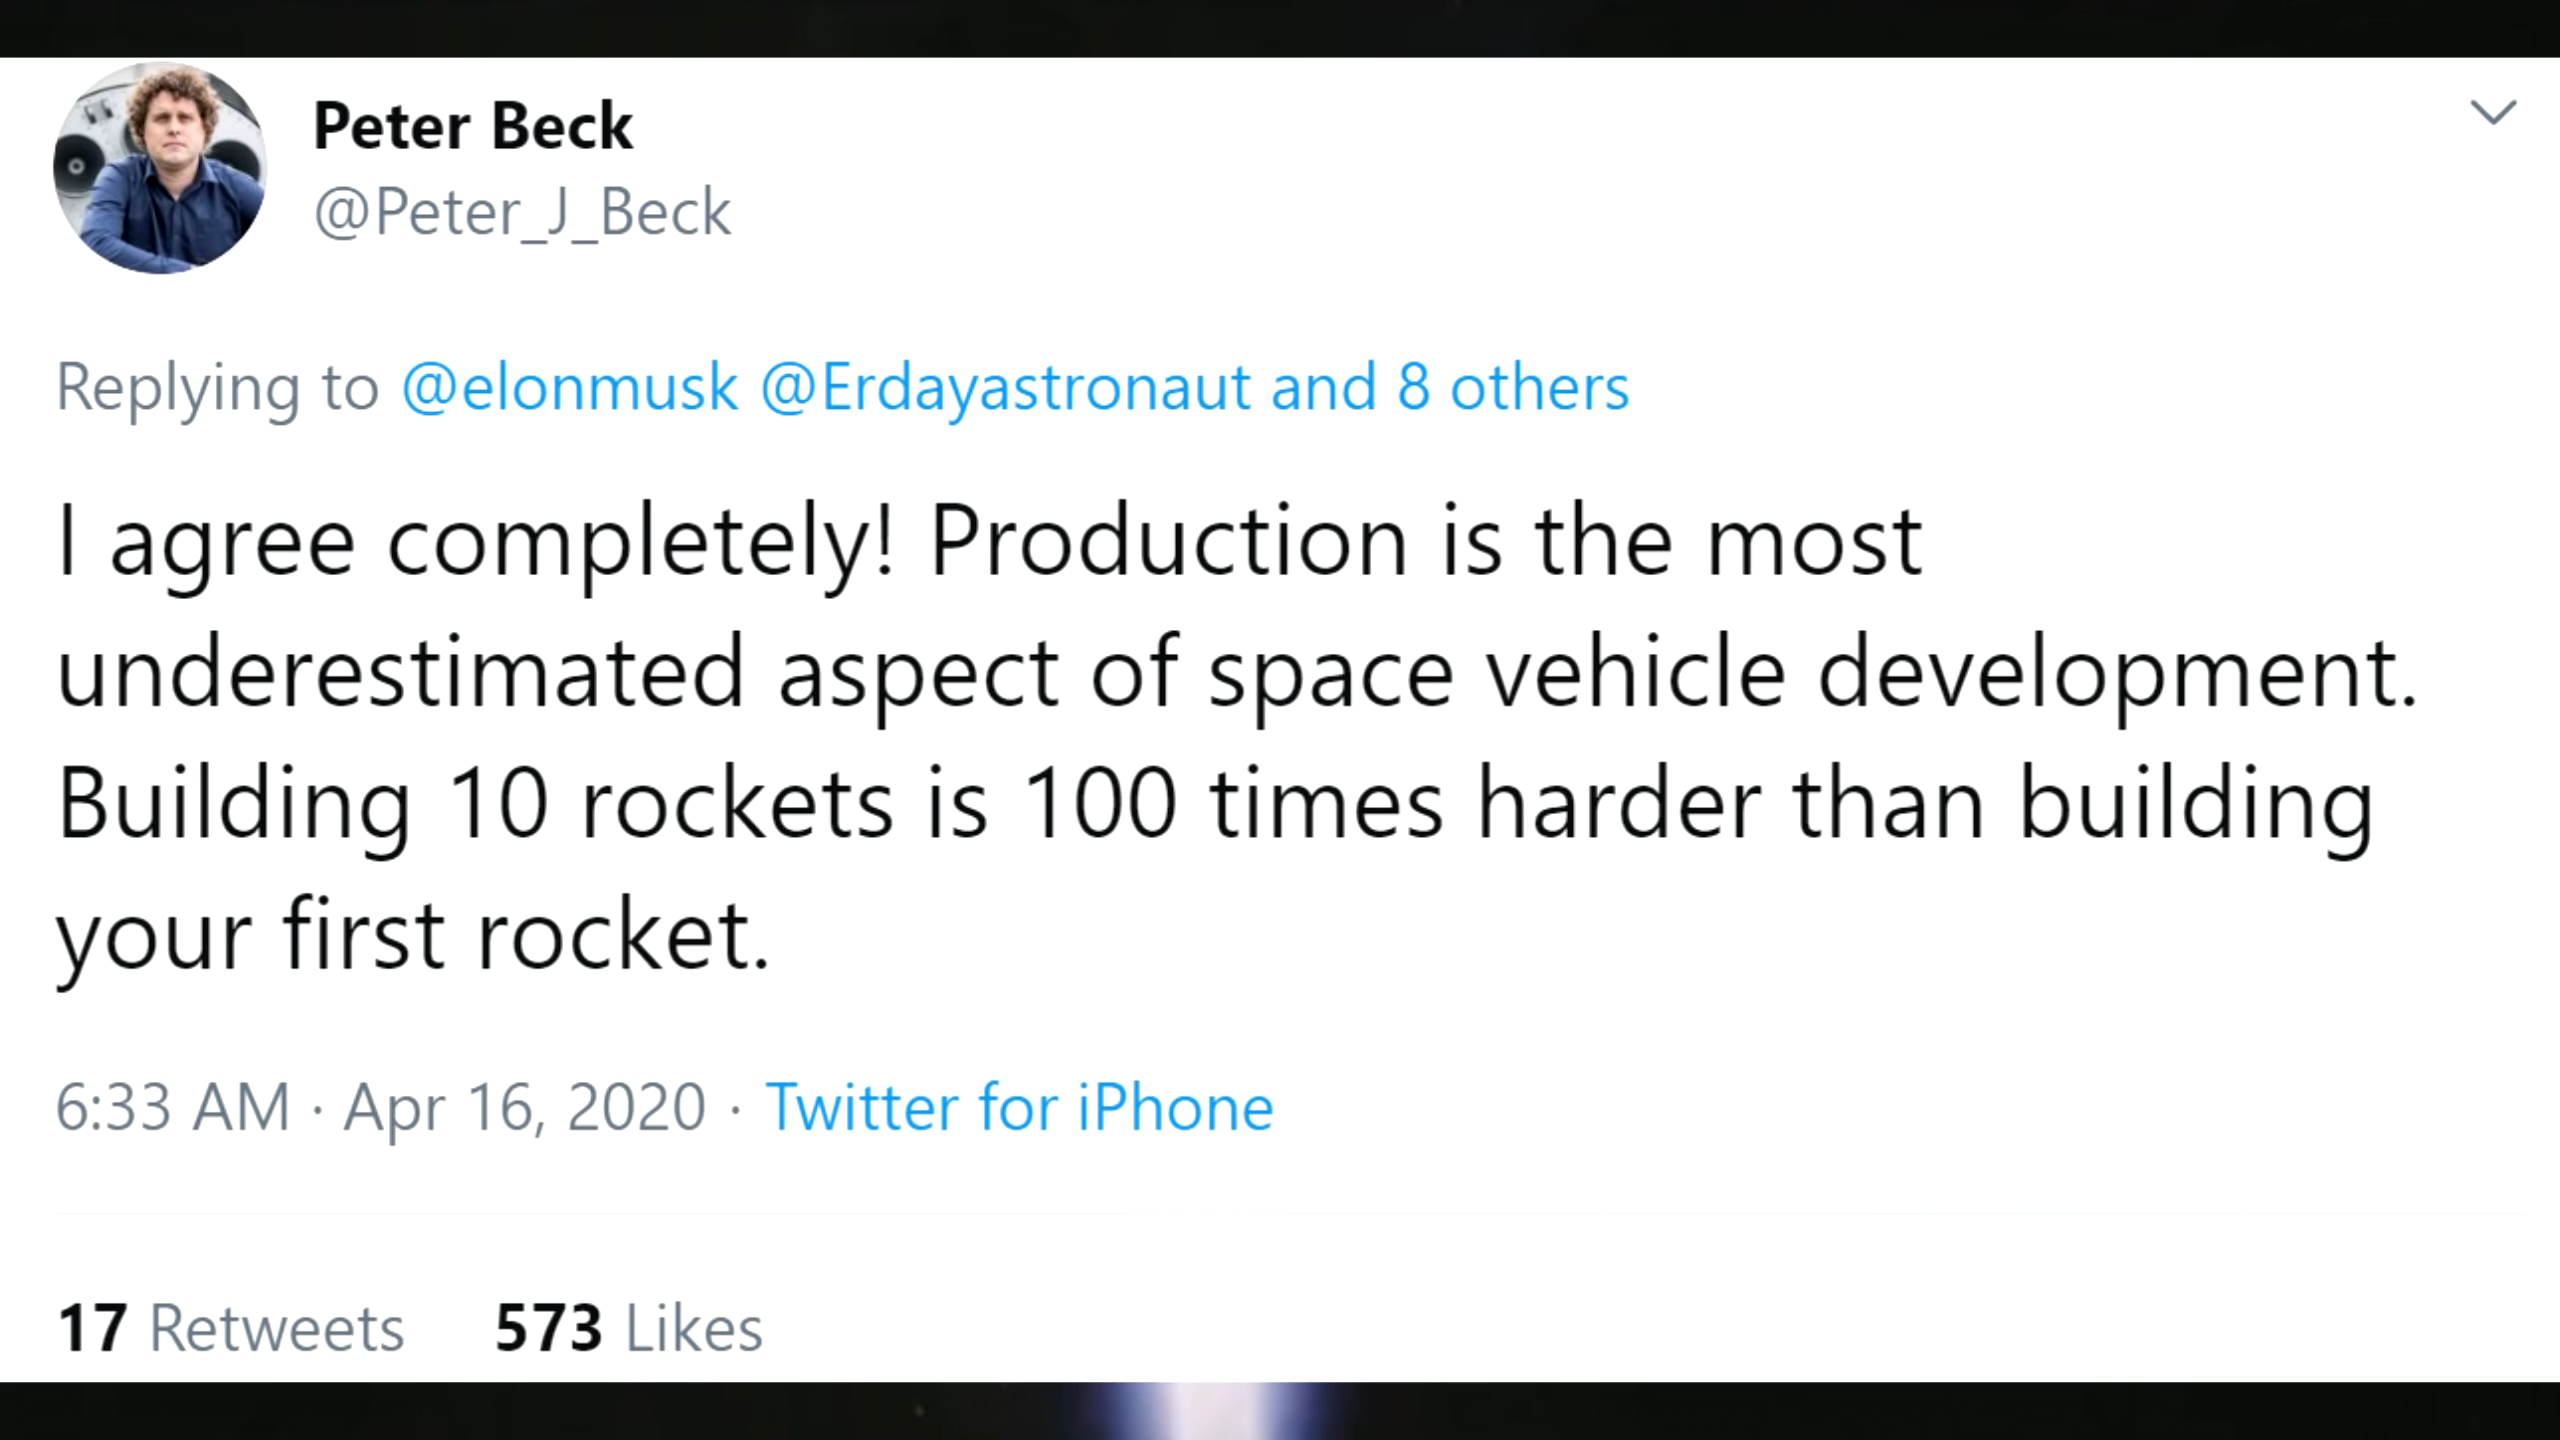 Peter Beck
@Peter_J_Beck
Replying to @elonmusk @Erdayastronaut and 8 others
I agree completely! Production is the most
underestimated aspect of space vehicle development.
Building 10 rockets is 100 times harder than building
your first rocket.
6:33 AM · Apr 16, 2020 · Twitter for iPhone
17 Retweets 573 Likes